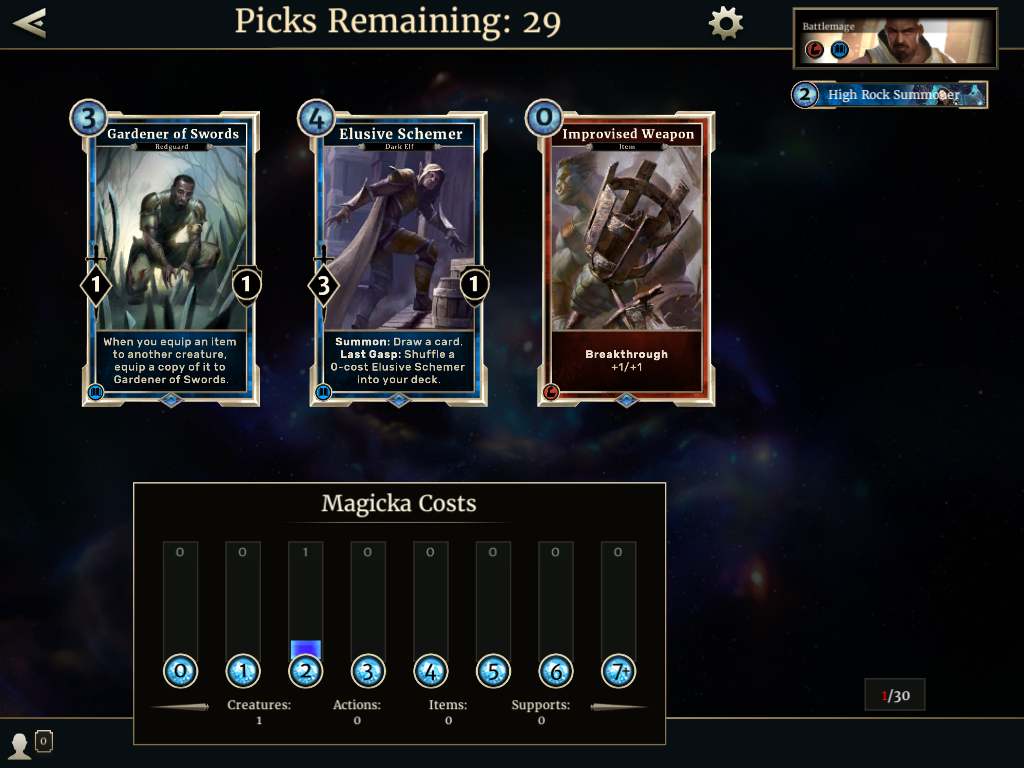 Picks Remaining: 29
Battlemage
2 High Rock Summoner
3
Gardener of Swords
Redguard
1 1
When you equip an item
to another creature,
equip a copy of it to
Gardener of Swords.
4
Elusive Schemer
Dark Elf
3 1
Summon: Draw a card.
Last Gasp: Shuffle a
0-cost Elusive Schemer
into your deck.
0
Improvised Weapon
Item
Breakthrough
+1/+1
Magicka Costs
0 0 1 0 0 0 0 0
0 1 2 3 4 5 6 7+
Creatures: Actions: Items: Supports:
1 0 0 0
1/30
0